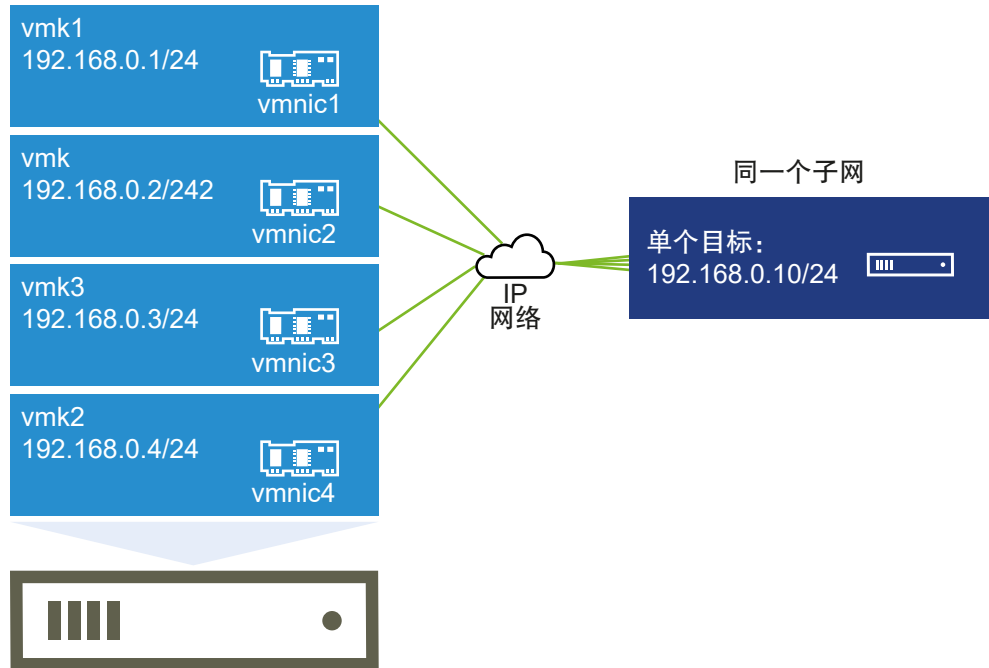 vmk1
192.168.0.1/24
vmnic1
vmk
192.168.0.2/242
vmnic2
vmk3
192.168.0.3/24
vmnic3
vmk2
192.168.0.4/24
vmnic4
IP
网络
同一个子网
单个目标：
192.168.0.10/24